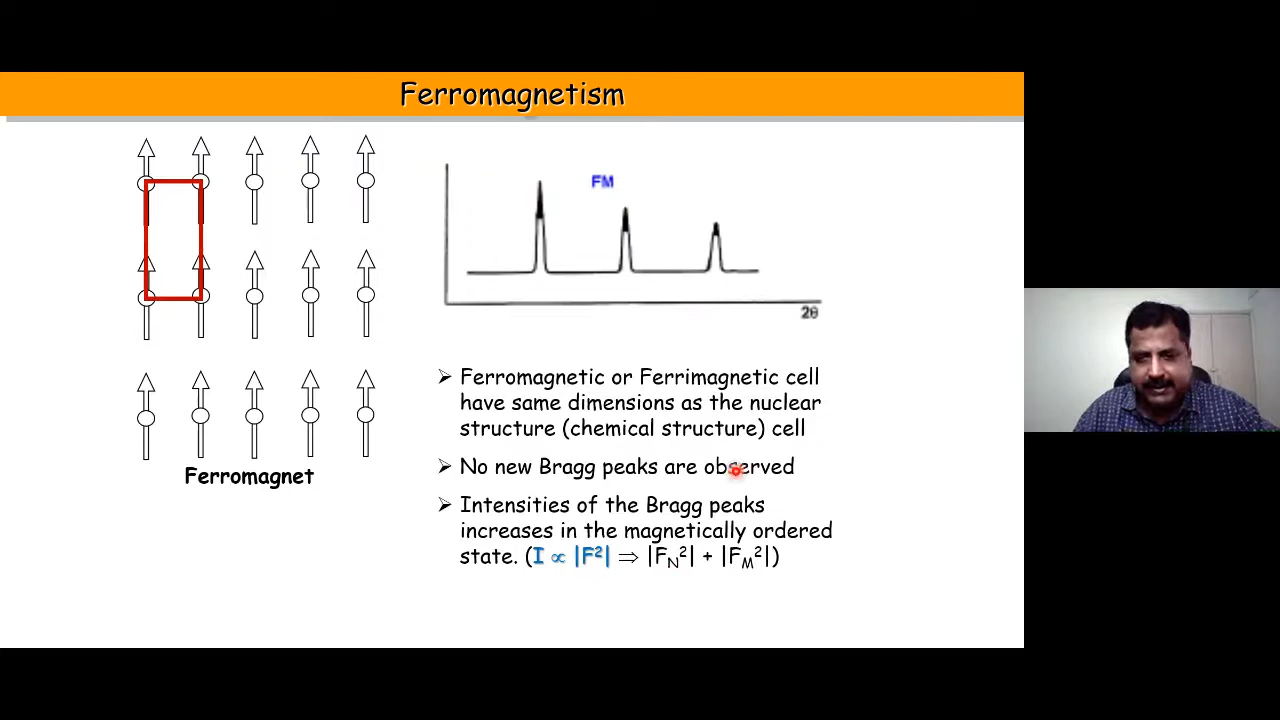 Ferromagnetism
FM
2θ
Ferromagnet
➢ Ferromagnetic or Ferrimagnetic cell
have same dimensions as the nuclear
structure (chemical structure) cell
➢ No new Bragg peaks are observed
➢ Intensities of the Bragg peaks
increases in the magnetically ordered
state. (I ∝ |F²| ⇒ |F_N²| + |F_M²|)